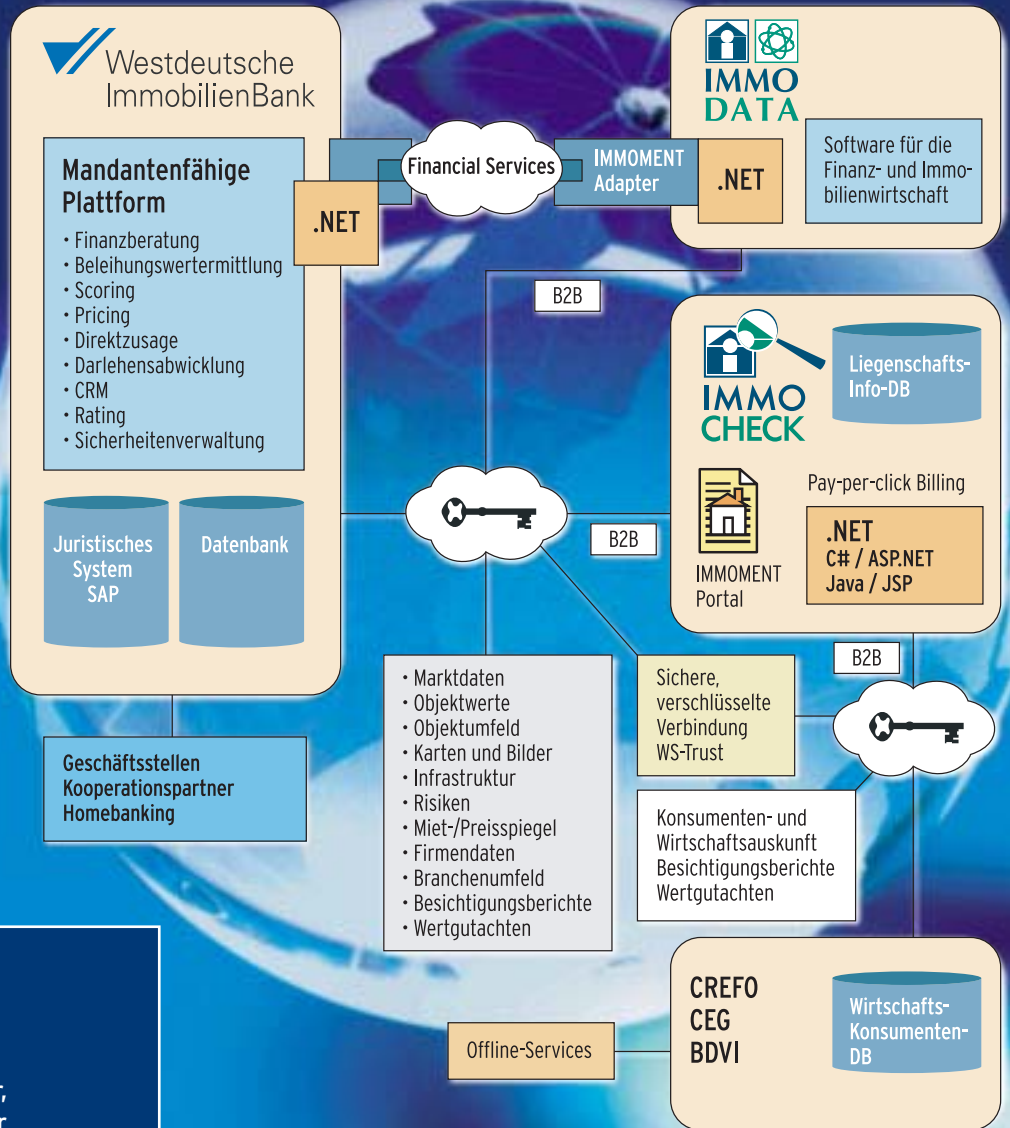 Westdeutsche
ImmobilienBank
Mandantenfähige
Plattform
• Finanzberatung
• Beleihungswertermittlung
• Scoring
• Pricing
• Direktzusage
• Darlehensabwicklung
• CRM
• Rating
• Sicherheitenverwaltung
.NET
Financial Services
IMMOMENT
Adapter
.NET
IMMO
DATA
Software für die
Finanz- und Immo-
bilienwirtschaft
B2B
IMMO
CHECK
Liegenschafts-
Info-DB
Pay-per-click Billing
IMMOMENT
Portal
.NET
C# / ASP.NET
Java / JSP
B2B
Juristisches
System
SAP
Datenbank
B2B
Geschäftsstellen
Kooperationspartner
Homebanking
• Marktdaten
• Objektwerte
• Objektumfeld
• Karten und Bilder
• Infrastruktur
• Risiken
• Miet-/Preisspiegel
• Firmendaten
• Branchenumfeld
• Besichtigungsberichte
• Wertgutachten
Sichere,
verschlüsselte
Verbindung
WS-Trust
Konsumenten- und
Wirtschaftsauskunft
Besichtigungsberichte
Wertgutachten
Offline-Services
CREFO
CEG
BDVI
Wirtschafts-
Konsumenten-
DB